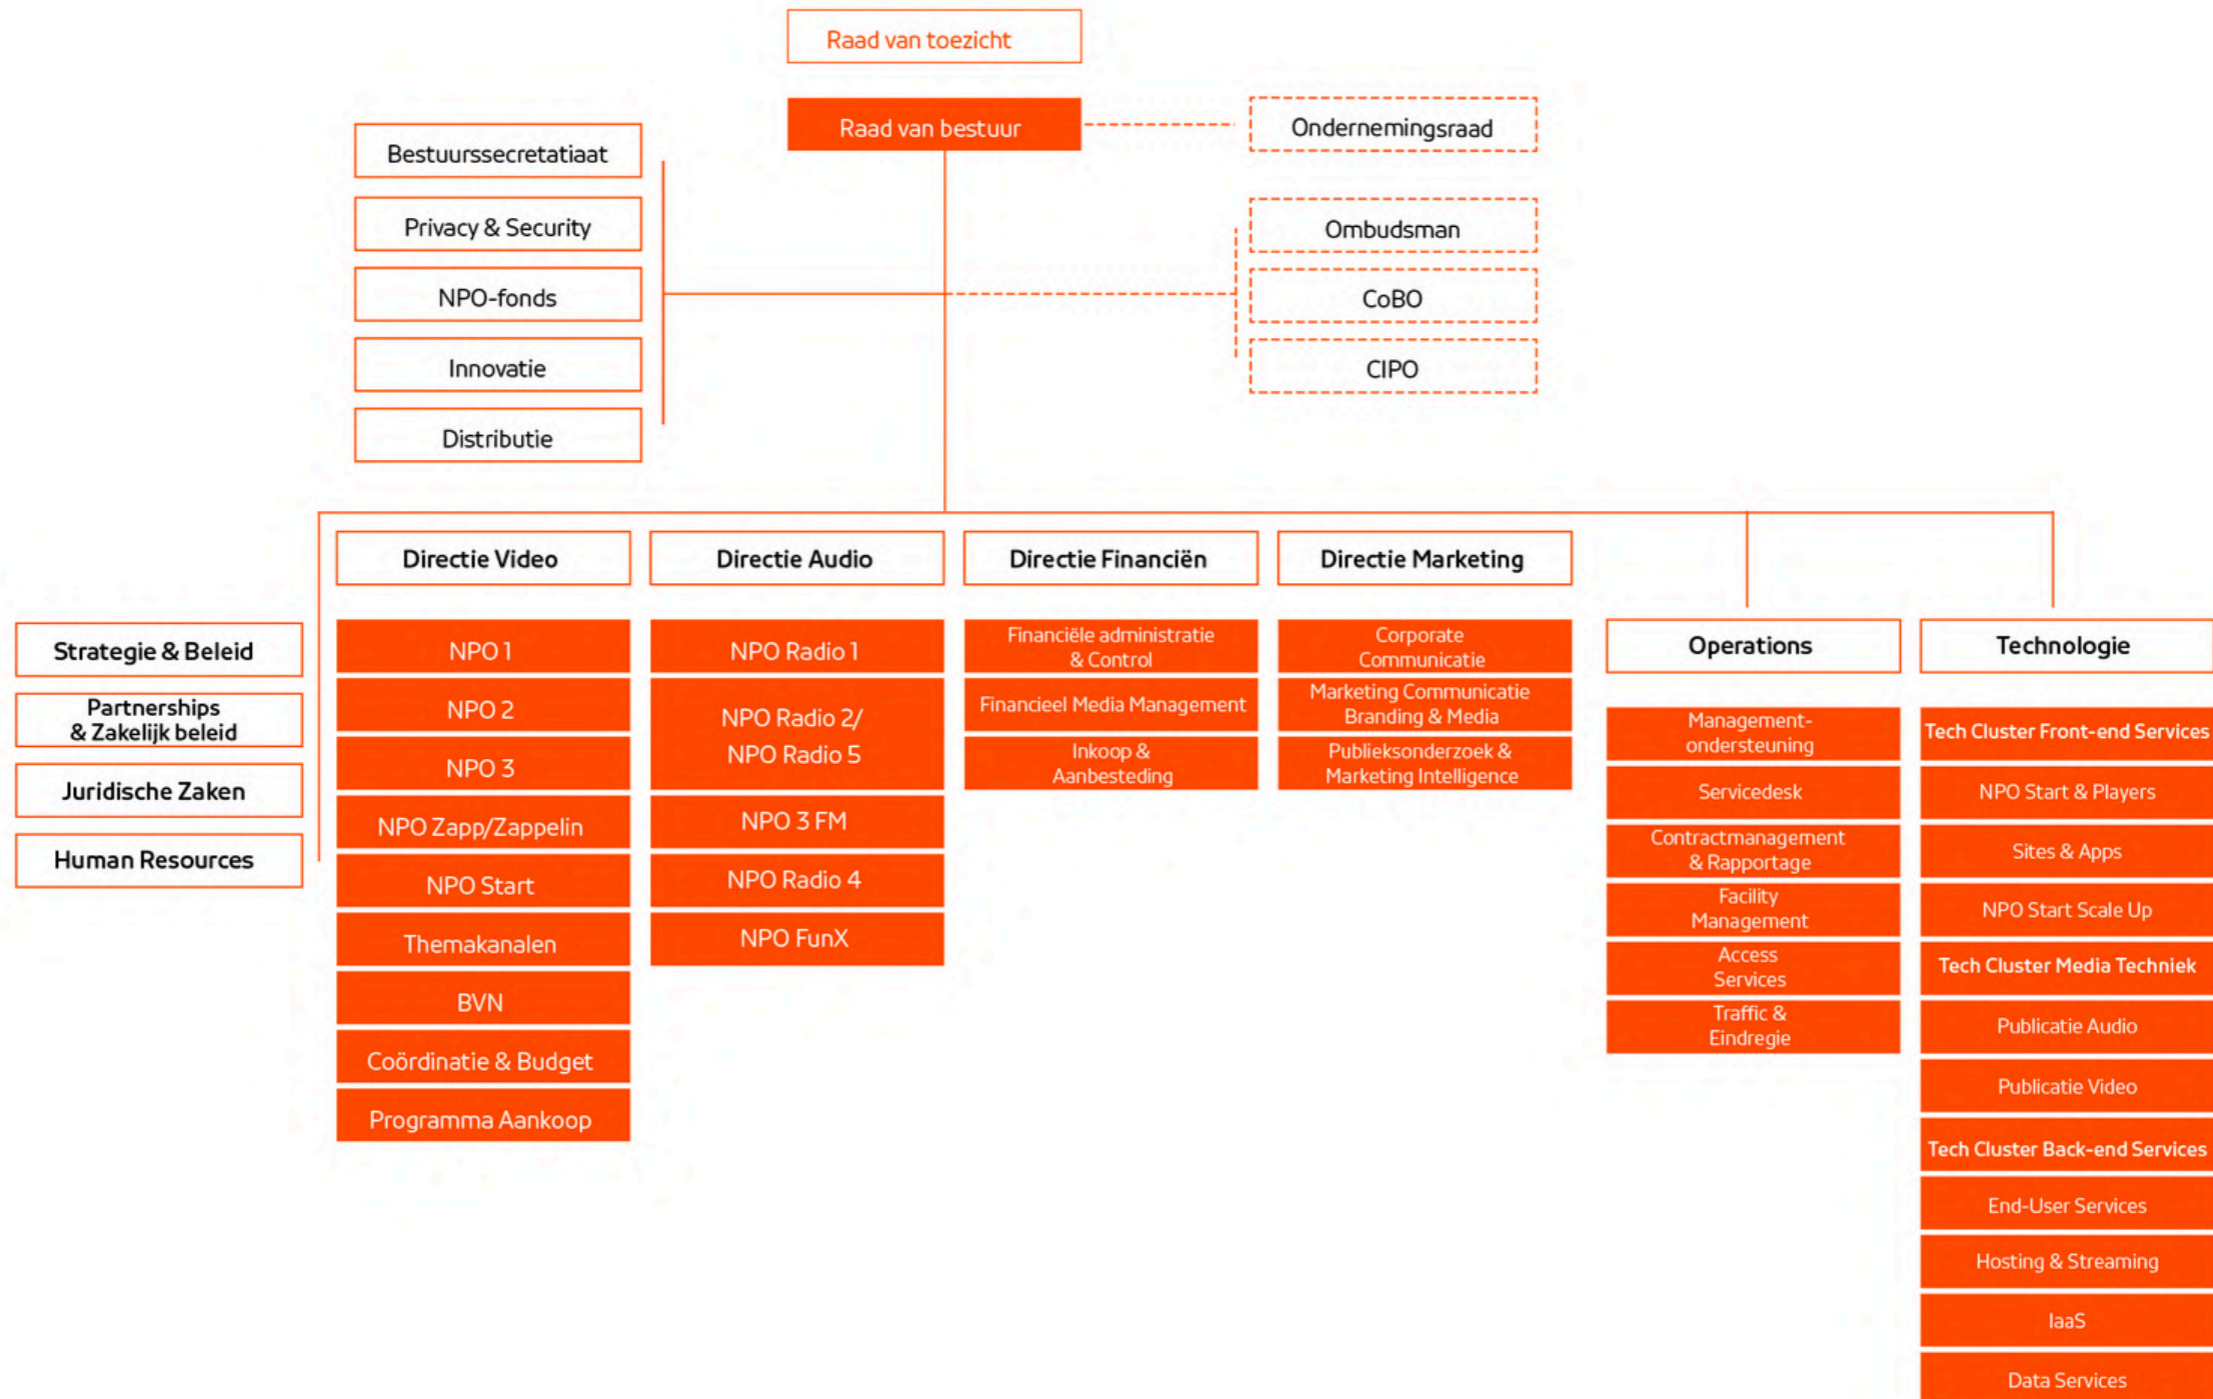 Raad van toezicht
Raad van bestuur
Ondernemingsraad
Bestuurssecretatiaat
Privacy & Security
NPO-fonds
Innovatie
Distributie
Ombudsman
CoBO
CIPO
Strategie & Beleid
Partnerships
& Zakelijk beleid
Juridische Zaken
Human Resources
Directie Video
NPO 1
NPO 2
NPO 3
NPO Zapp/Zappelin
NPO Start
Themakanalen
BVN
Coördinatie & Budget
Programma Aankoop
Directie Audio
NPO Radio 1
NPO Radio 2/
NPO Radio 5
NPO 3 FM
NPO Radio 4
NPO FunX
Directie Financiën
Financiële administratie
& Control
Financieel Media Management
Inkoop &
Aanbesteding
Directie Marketing
Corporate
Communicatie
Marketing Communicatie
Branding & Media
Publieksonderzoek &
Marketing Intelligence
Operations
Management-
ondersteuning
Servicedesk
Contractmanagement
& Rapportage
Facility
Management
Access
Services
Traffic &
Eindregie
Technologie
Tech Cluster Front-end Services
NPO Start & Players
Sites & Apps
NPO Start Scale Up
Tech Cluster Media Techniek
Publicatie Audio
Publicatie Video
Tech Cluster Back-end Services
End-User Services
Hosting & Streaming
IaaS
Data Services